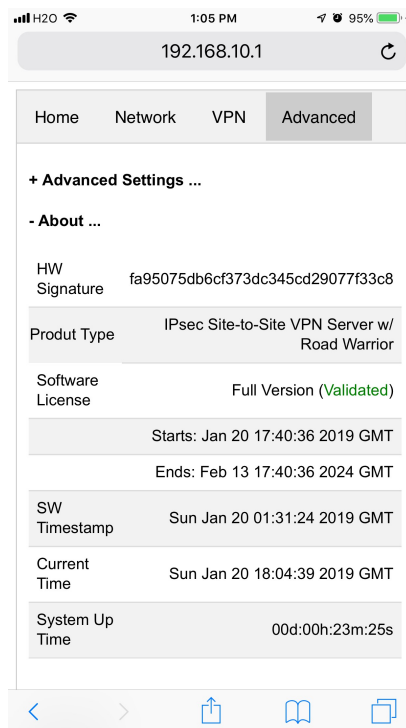 H2O 1:05 PM 95%
192.168.10.1
Home Network VPN Advanced
+ Advanced Settings ...
- About ...
HW
Signature
fa95075db6cf373dc345cd29077f33c8
Produt Type
IPsec Site-to-Site VPN Server w/
Road Warrior
Software
License
Full Version (Validated)
Starts: Jan 20 17:40:36 2019 GMT
Ends: Feb 13 17:40:36 2024 GMT
SW
Timestamp
Sun Jan 20 01:31:24 2019 GMT
Current
Time
Sun Jan 20 18:04:39 2019 GMT
System Up
Time
00d:00h:23m:25s